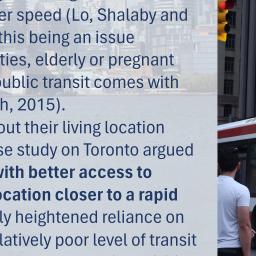 er speed (Lo, Shalaby and
this being an issue
ties, elderly or pregnant
public transit comes with
h, 2015).
out their living location
se study on Toronto argued
with better access to
ocation closer to a rapid
ly heightened reliance on
latively poor level of transit